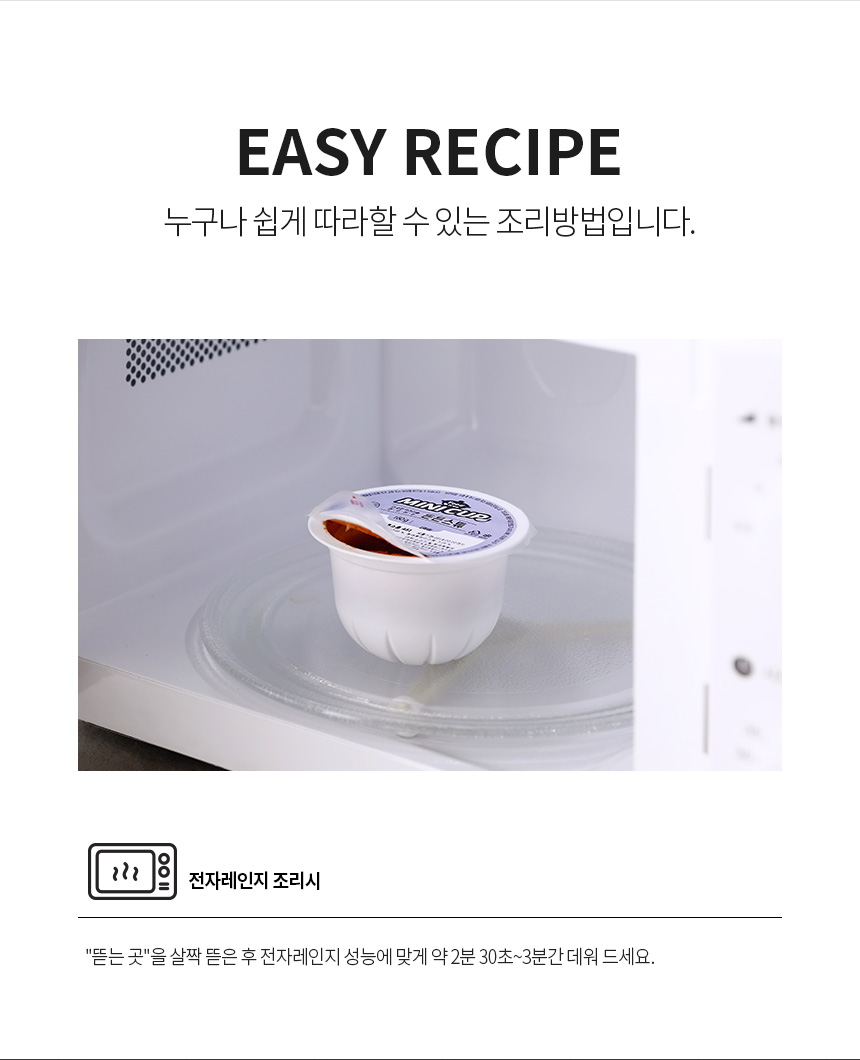 EASY RECIPE
누구나 쉽게 따라할 수 있는 조리방법입니다.
MINICUP
전자레인지 조리시
"뜯는 곳"을 살짝 뜯은 후 전자레인지 성능에 맞게 약 2분 30초~3분간 데워 드세요.